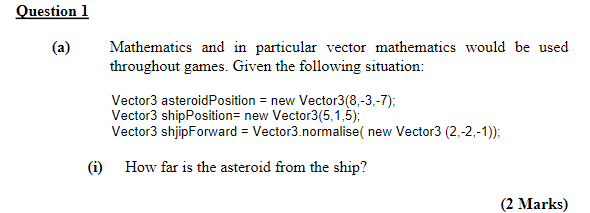 Question 1
(a) Mathematics and in particular vector mathematics would be used
throughout games. Given the following situation:
Vector3 asteroidPosition = new Vector3(8,-3,-7);
Vector3 shipPosition= new Vector3(5,1,5);
Vector3 shjipForward = Vector3.normalise( new Vector3 (2,-2,-1));
(i) How far is the asteroid from the ship?
(2 Marks)